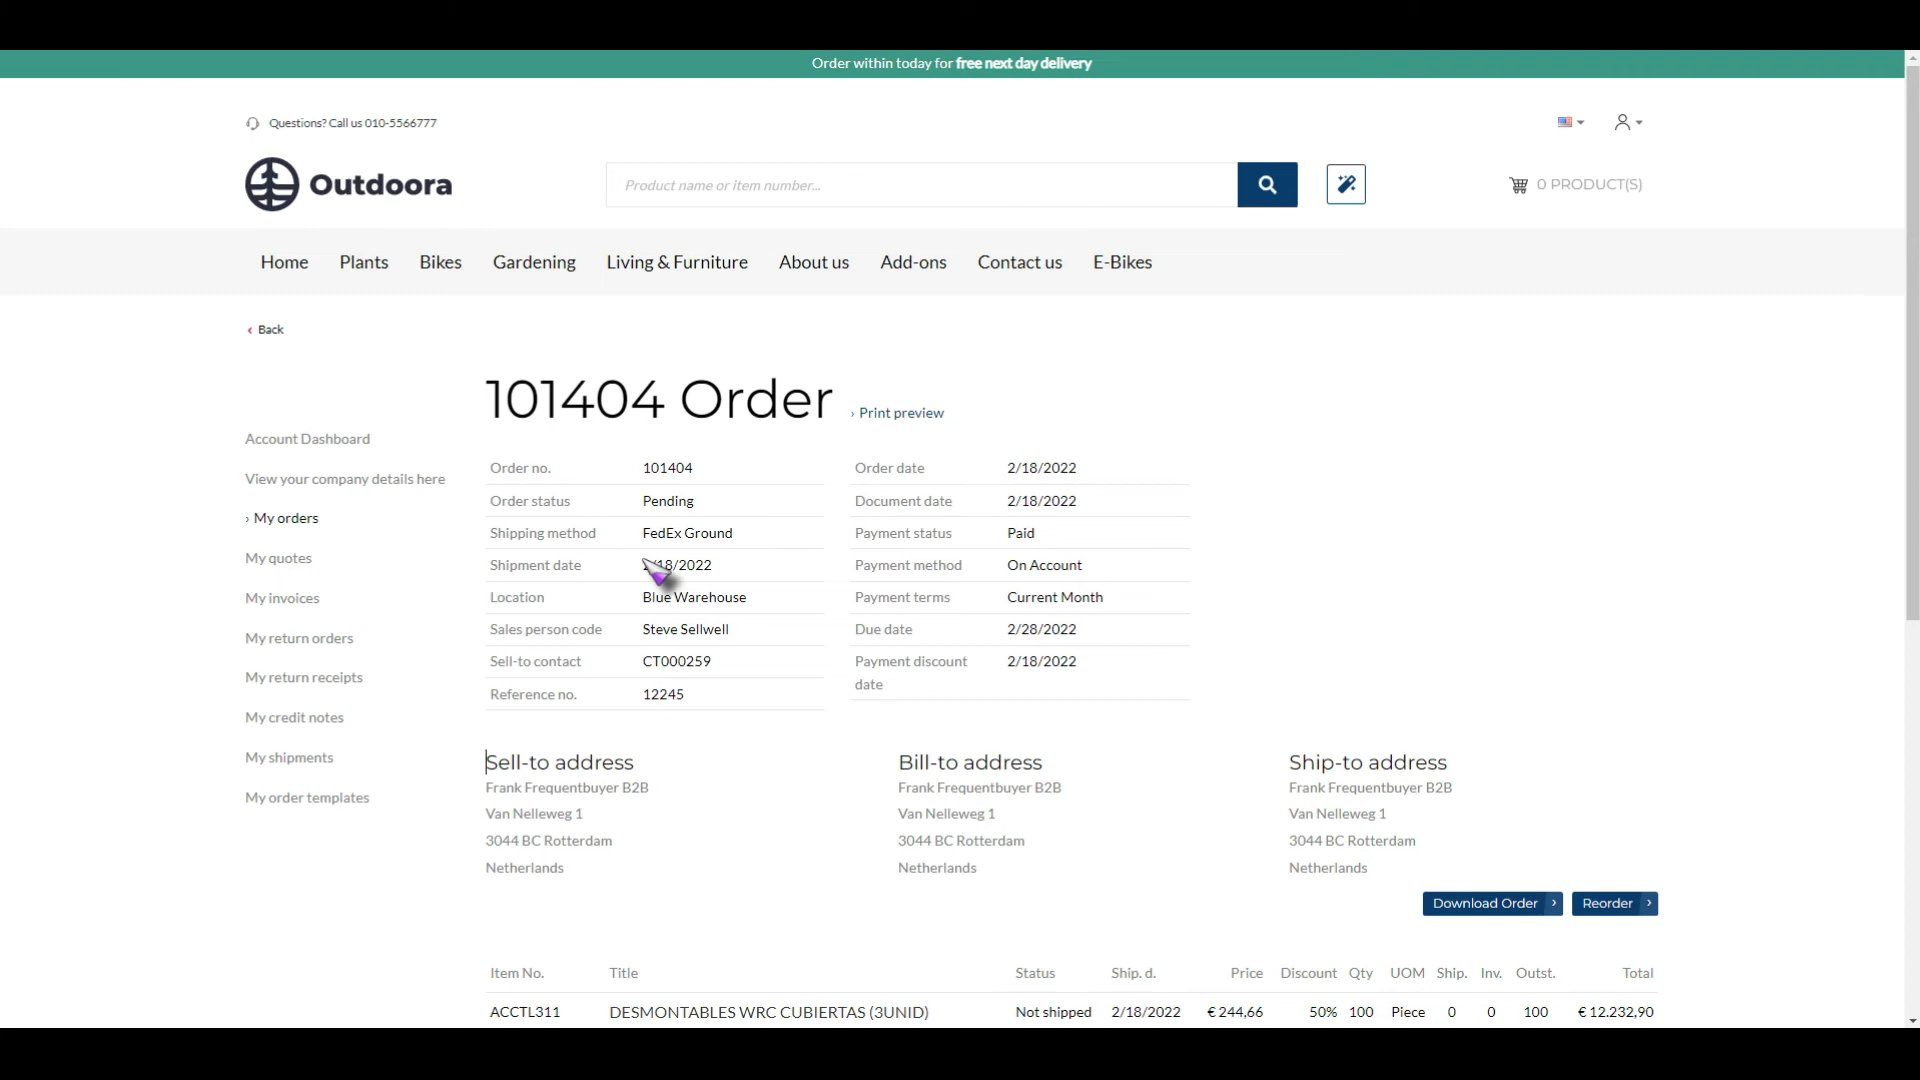 Order within today for free next day delivery
Questions? Call us 010-5566777
Outdoora
Product name or item number...
0 PRODUCT(S)
Home Plants Bikes Gardening Living & Furniture About us Add-ons Contact us E-Bikes
‹ Back
101404 Order › Print preview
Account Dashboard
View your company details here
› My orders
My quotes
My invoices
My return orders
My return receipts
My credit notes
My shipments
My order templates
Order no. 101404
Order status Pending
Shipping method FedEx Ground
Shipment date /18/2022
Location Blue Warehouse
Sales person code Steve Sellwell
Sell-to contact CT000259
Reference no. 12245
Order date 2/18/2022
Document date 2/18/2022
Payment status Paid
Payment method On Account
Payment terms Current Month
Due date 2/28/2022
Payment discount 2/18/2022
date
Sell-to address
Frank Frequentbuyer B2B
Van Nelleweg 1
3044 BC Rotterdam
Netherlands
Bill-to address
Frank Frequentbuyer B2B
Van Nelleweg 1
3044 BC Rotterdam
Netherlands
Ship-to address
Frank Frequentbuyer B2B
Van Nelleweg 1
3044 BC Rotterdam
Netherlands
Download Order › Reorder ›
Item No. Title Status Ship. d. Price Discount Qty UOM Ship. Inv. Outst. Total
ACCTL311 DESMONTABLES WRC CUBIERTAS (3UNID) Not shipped 2/18/2022 € 244,66 50% 100 Piece 0 0 100 € 12.232,90